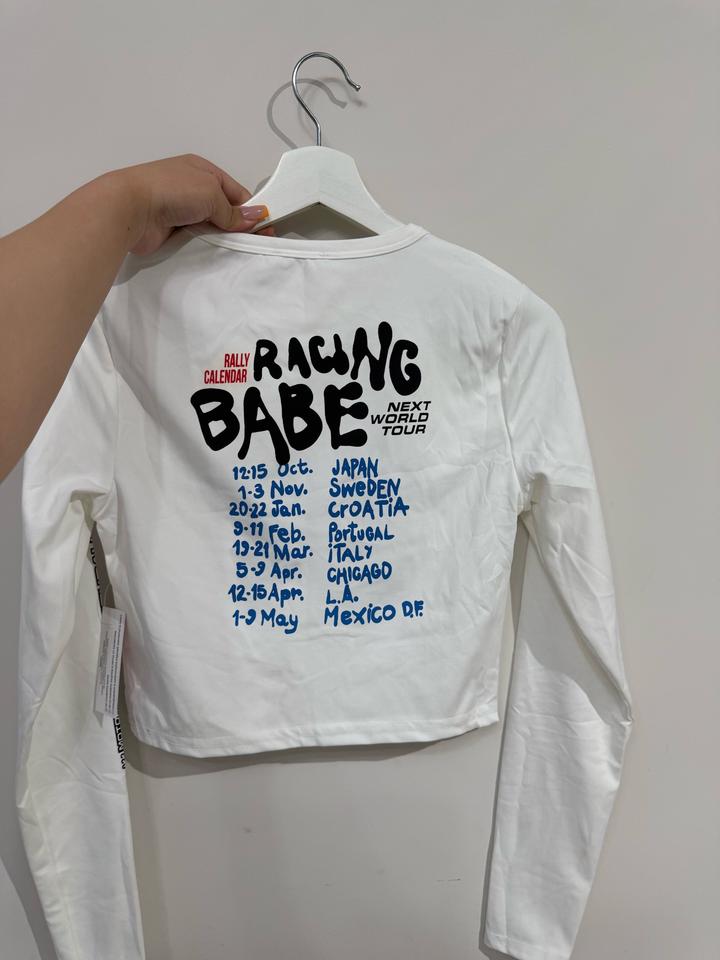 RALLY
CALENDAR
RACING
BABE
NEXT
WORLD
TOUR
12-15 Oct. JAPAN
1-3 Nov. SWEDEN
20-22 Jan. CROATIA
9-11 Feb. PORTUGAL
19-21 Mar. iTALY
5-9 Apr. CHICAGO
12-15 Apr. L.A.
1-9 May Mexico D.F.